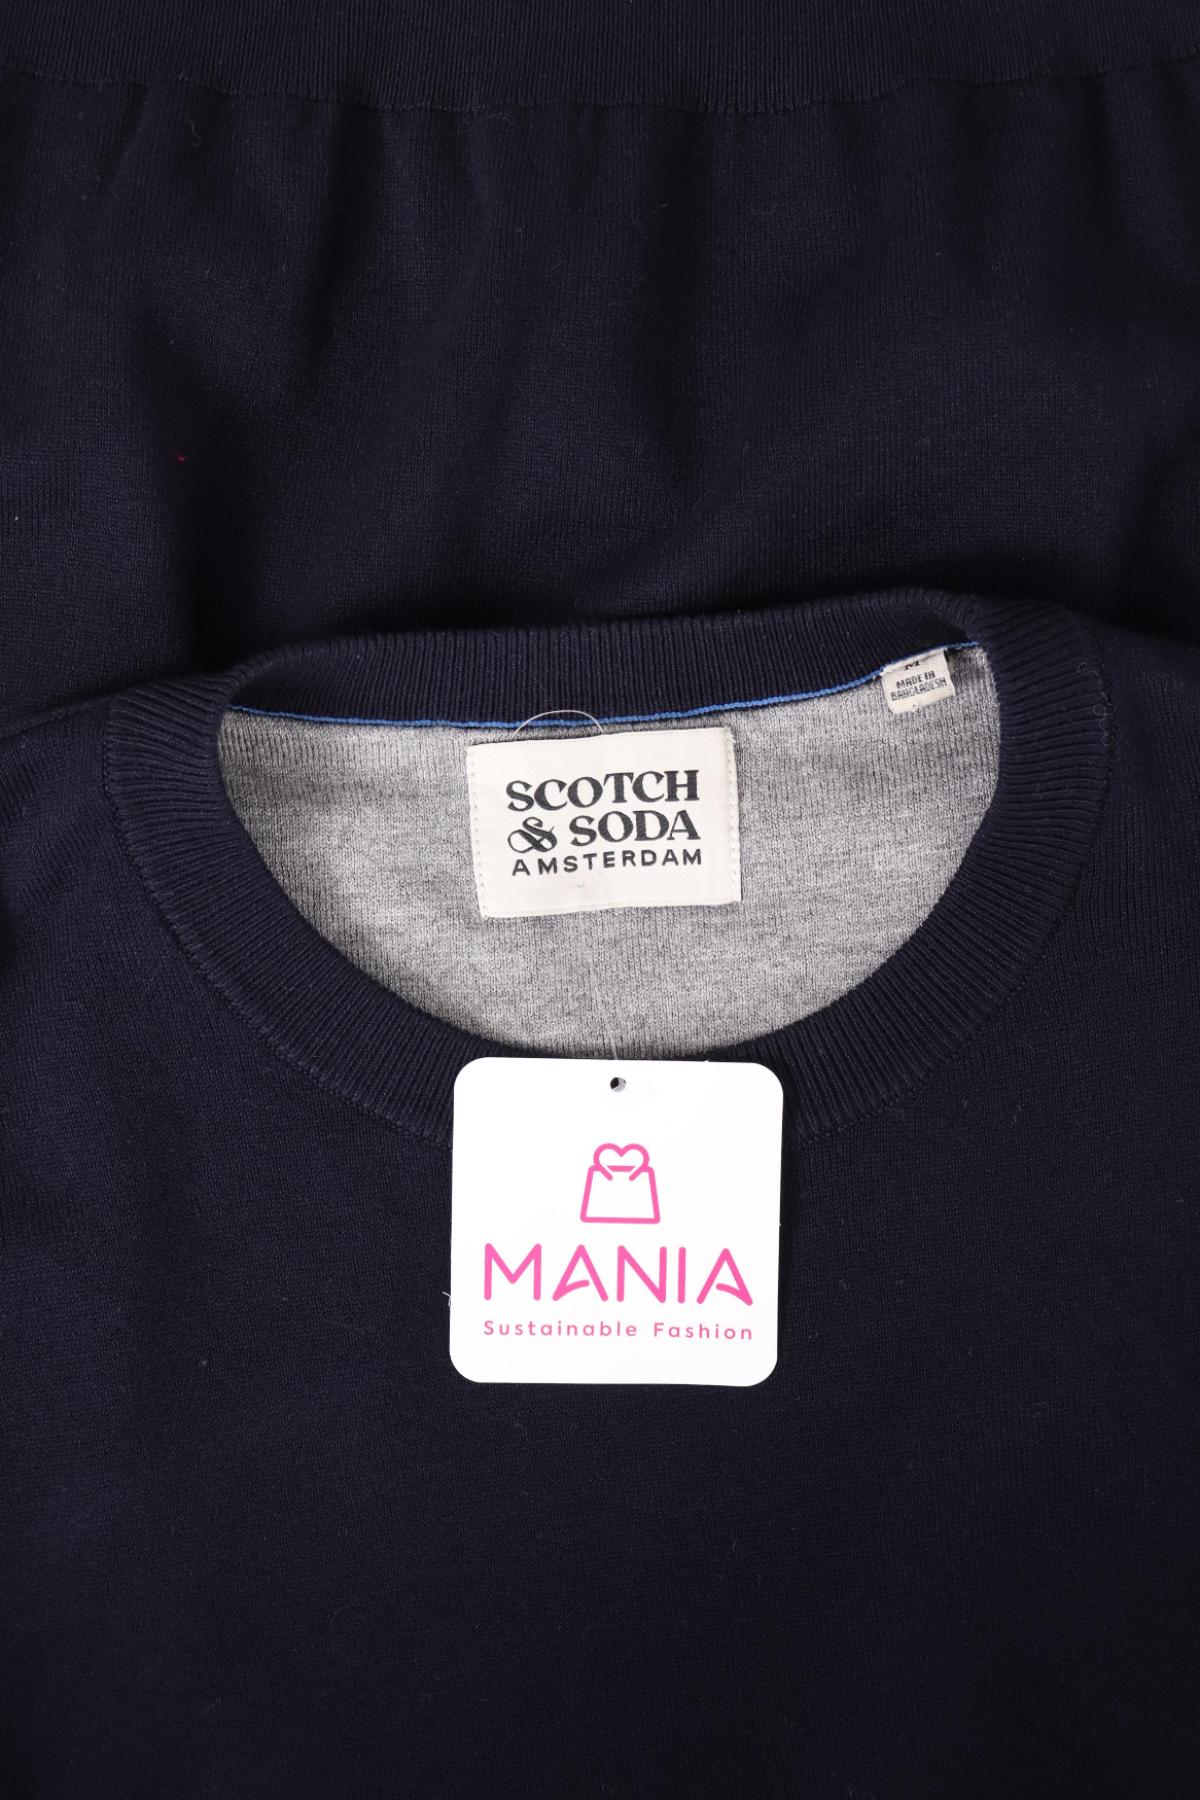 M
MADE IN
BANGLADESH
SCOTCH
& SODA
AMSTERDAM
MANIA
Sustainable Fashion